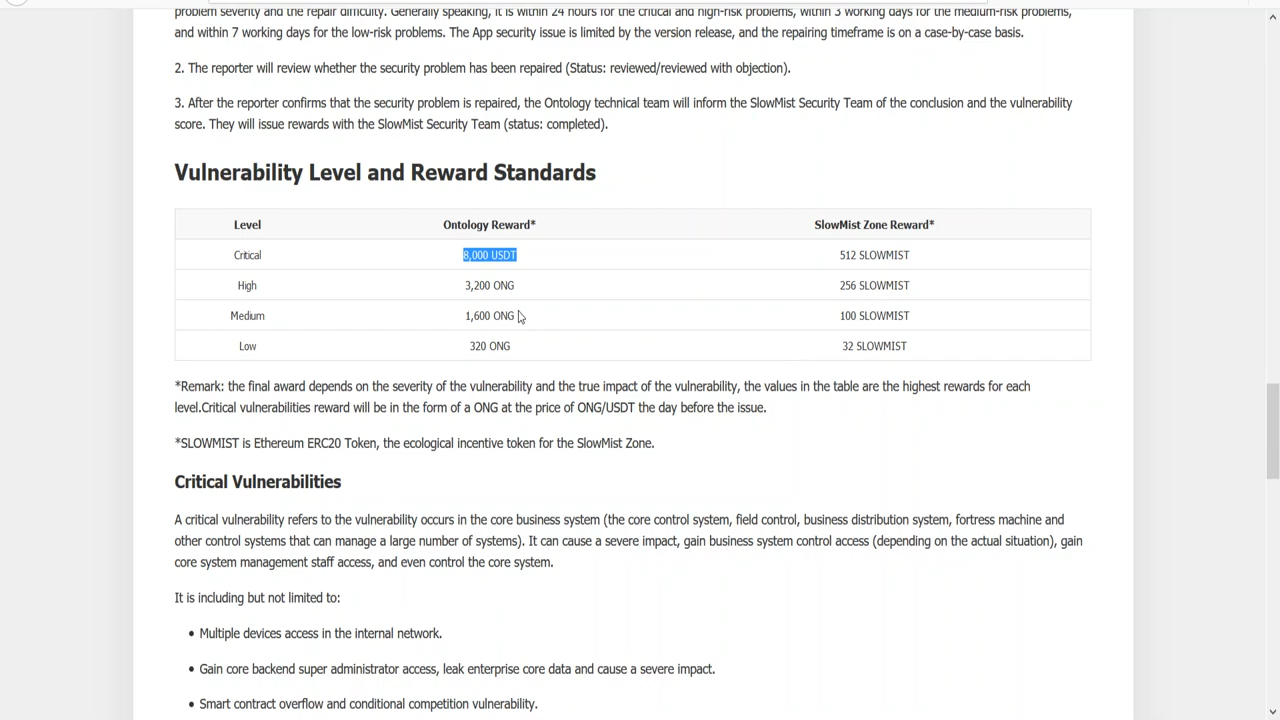 problem severity and the repair difficulty. Generally speaking, it is within 24 hours for the critical and high-risk problems, within 3 working days for the medium-risk problems,
and within 7 working days for the low-risk problems. The App security issue is limited by the version release, and the repairing timeframe is on a case-by-case basis.
2. The reporter will review whether the security problem has been repaired (Status: reviewed/reviewed with objection).
3. After the reporter confirms that the security problem is repaired, the Ontology technical team will inform the SlowMist Security Team of the conclusion and the vulnerability
score. They will issue rewards with the SlowMist Security Team (status: completed).
Vulnerability Level and Reward Standards
Level Ontology Reward* SlowMist Zone Reward*
Critical 8,000 USDT 512 SLOWMIST
High 3,200 ONG 256 SLOWMIST
Medium 1,600 ONG 100 SLOWMIST
Low 320 ONG 32 SLOWMIST
*Remark: the final award depends on the severity of the vulnerability and the true impact of the vulnerability, the values in the table are the highest rewards for each
level.Critical vulnerabilities reward will be in the form of a ONG at the price of ONG/USDT the day before the issue.
*SLOWMIST is Ethereum ERC20 Token, the ecological incentive token for the SlowMist Zone.
Critical Vulnerabilities
A critical vulnerability refers to the vulnerability occurs in the core business system (the core control system, field control, business distribution system, fortress machine and
other control systems that can manage a large number of systems). It can cause a severe impact, gain business system control access (depending on the actual situation), gain
core system management staff access, and even control the core system.
It is including but not limited to:
• Multiple devices access in the internal network.
• Gain core backend super administrator access, leak enterprise core data and cause a severe impact.
• Smart contract overflow and conditional competition vulnerability.